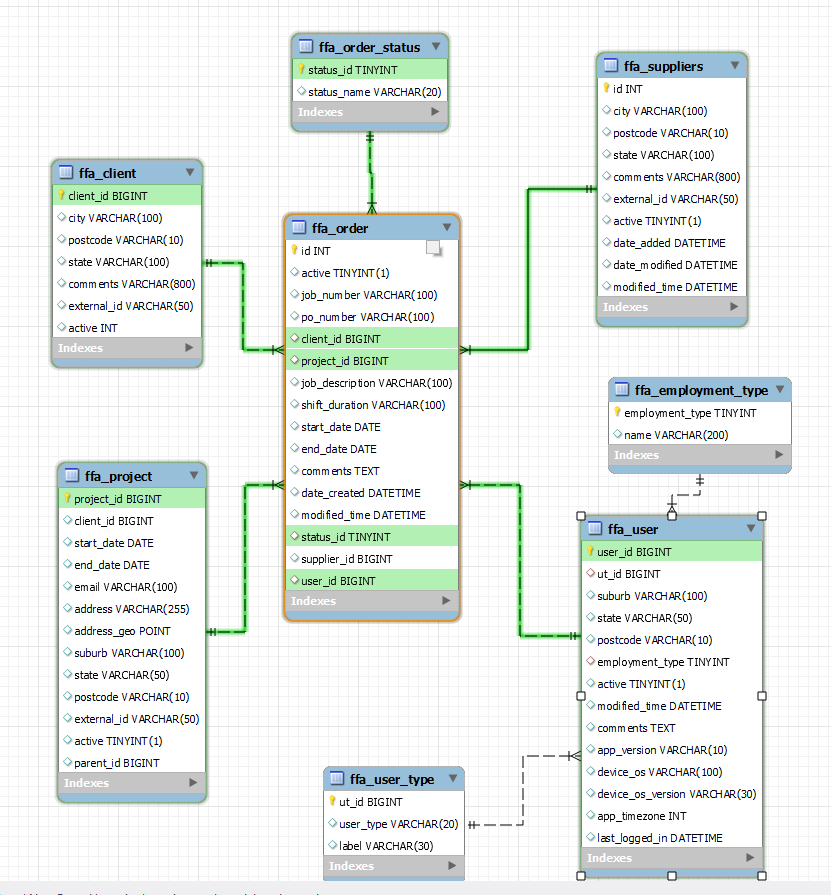 ffa_order_status
status_id TINYINT
status_name VARCHAR(20)
Indexes
ffa_suppliers
id INT
city VARCHAR(100)
postcode VARCHAR(10)
state VARCHAR(100)
comments VARCHAR(800)
external_id VARCHAR(50)
active TINYINT(1)
date_added DATETIME
date_modified DATETIME
modified_time DATETIME
Indexes
ffa_client
client_id BIGINT
city VARCHAR(100)
postcode VARCHAR(10)
state VARCHAR(100)
comments VARCHAR(800)
external_id VARCHAR(50)
active INT
Indexes
ffa_order
id INT
active TINYINT(1)
job_number VARCHAR(100)
po_number VARCHAR(100)
client_id BIGINT
project_id BIGINT
job_description VARCHAR(100)
shift_duration VARCHAR(100)
start_date DATE
end_date DATE
comments TEXT
date_created DATETIME
modified_time DATETIME
status_id TINYINT
supplier_id BIGINT
user_id BIGINT
Indexes
ffa_employment_type
employment_type TINYINT
name VARCHAR(200)
Indexes
ffa_project
project_id BIGINT
client_id BIGINT
start_date DATE
end_date DATE
email VARCHAR(100)
address VARCHAR(255)
address_geo POINT
suburb VARCHAR(100)
state VARCHAR(50)
postcode VARCHAR(10)
external_id VARCHAR(50)
active TINYINT(1)
parent_id BIGINT
Indexes
ffa_user
user_id BIGINT
ut_id BIGINT
suburb VARCHAR(100)
state VARCHAR(50)
postcode VARCHAR(10)
employment_type TINYINT
active TINYINT(1)
modified_time DATETIME
comments TEXT
app_version VARCHAR(10)
device_os VARCHAR(100)
device_os_version VARCHAR(30)
app_timezone INT
last_logged_in DATETIME
Indexes
ffa_user_type
ut_id BIGINT
user_type VARCHAR(20)
label VARCHAR(30)
Indexes